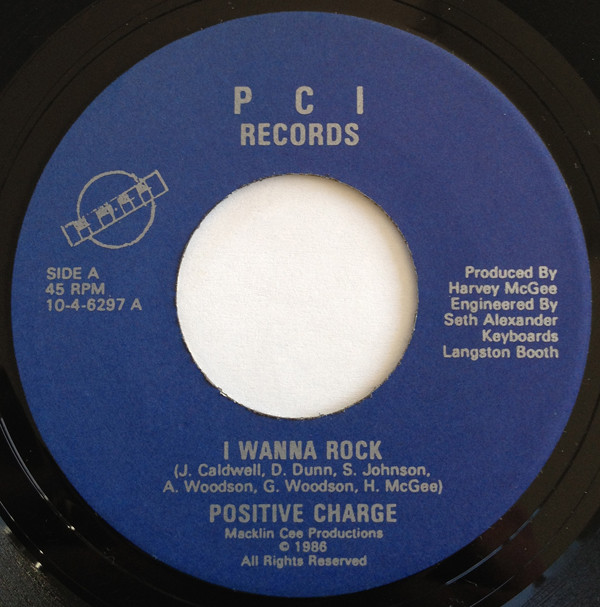 P C I
RECORDS
SIDE A
45 RPM
10-4-6297 A
Produced By
Harvey McGee
Engineered By
Seth Alexander
Keyboards
Langston Booth
I WANNA ROCK
(J. Caldwell, D. Dunn, S. Johnson,
A. Woodson, G. Woodson, H. McGee)
POSITIVE CHARGE
Macklin Cee Productions
© 1986
All Rights Reserved